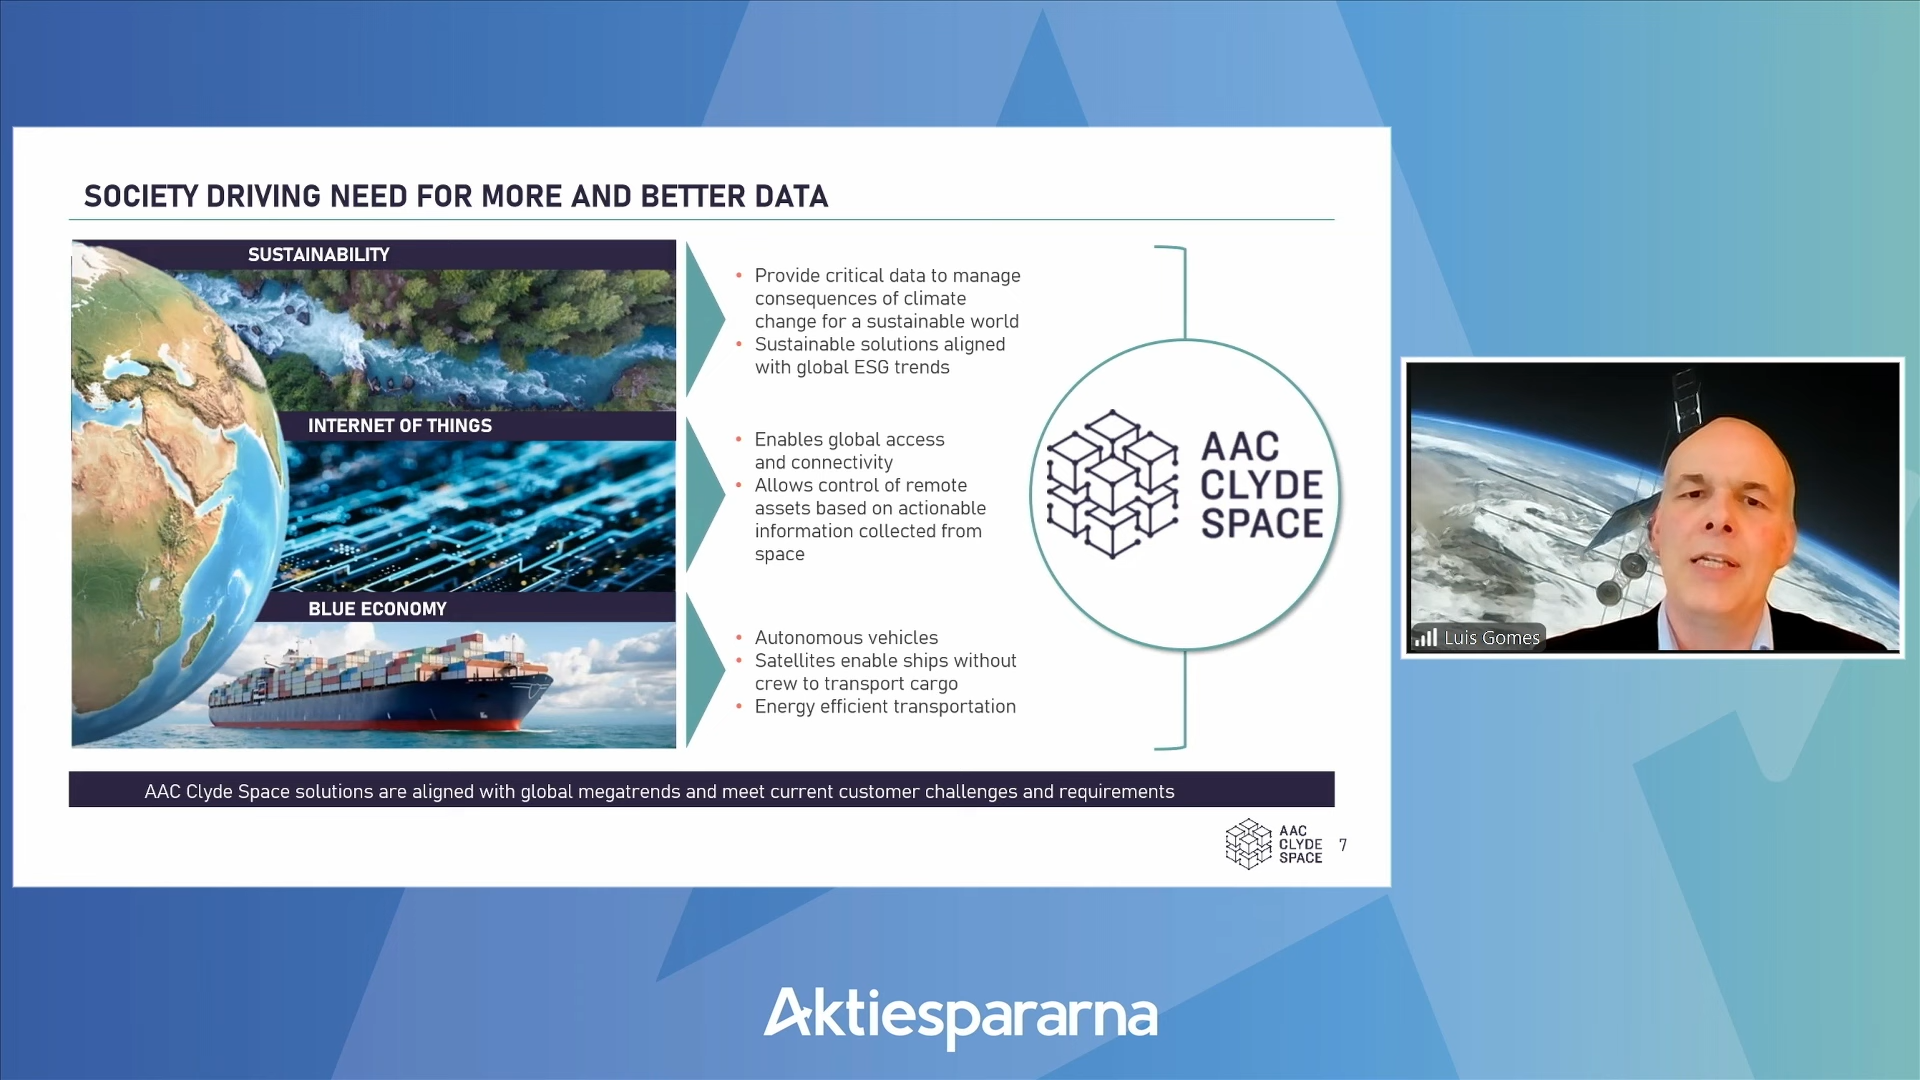 SOCIETY DRIVING NEED FOR MORE AND BETTER DATA
SUSTAINABILITY
• Provide critical data to manage
consequences of climate
change for a sustainable world
• Sustainable solutions aligned
with global ESG trends
INTERNET OF THINGS
• Enables global access
and connectivity
• Allows control of remote
assets based on actionable
information collected from
space
BLUE ECONOMY
• Autonomous vehicles
• Satellites enable ships without
crew to transport cargo
• Energy efficient transportation
AAC
CLYDE
SPACE
AAC Clyde Space solutions are aligned with global megatrends and meet current customer challenges and requirements
AAC
CLYDE
SPACE
7
Luis Gomes
Aktiespararna